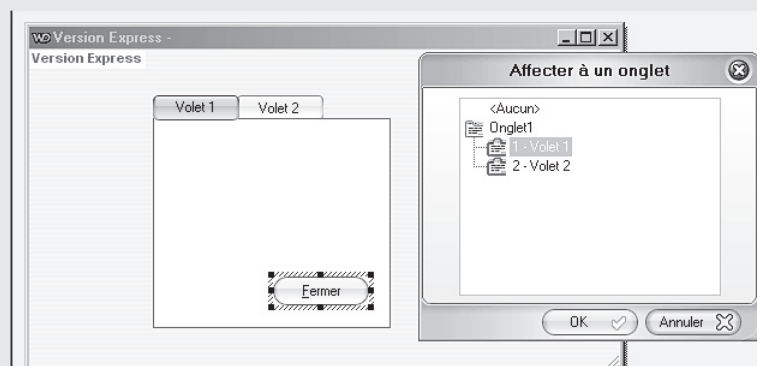 WD Version Express -
Version Express
Volet 1
Volet 2
Fermer
Affecter à un onglet
<Aucun>
Onglet1
1 - Volet 1
2 - Volet 2
OK
Annuler